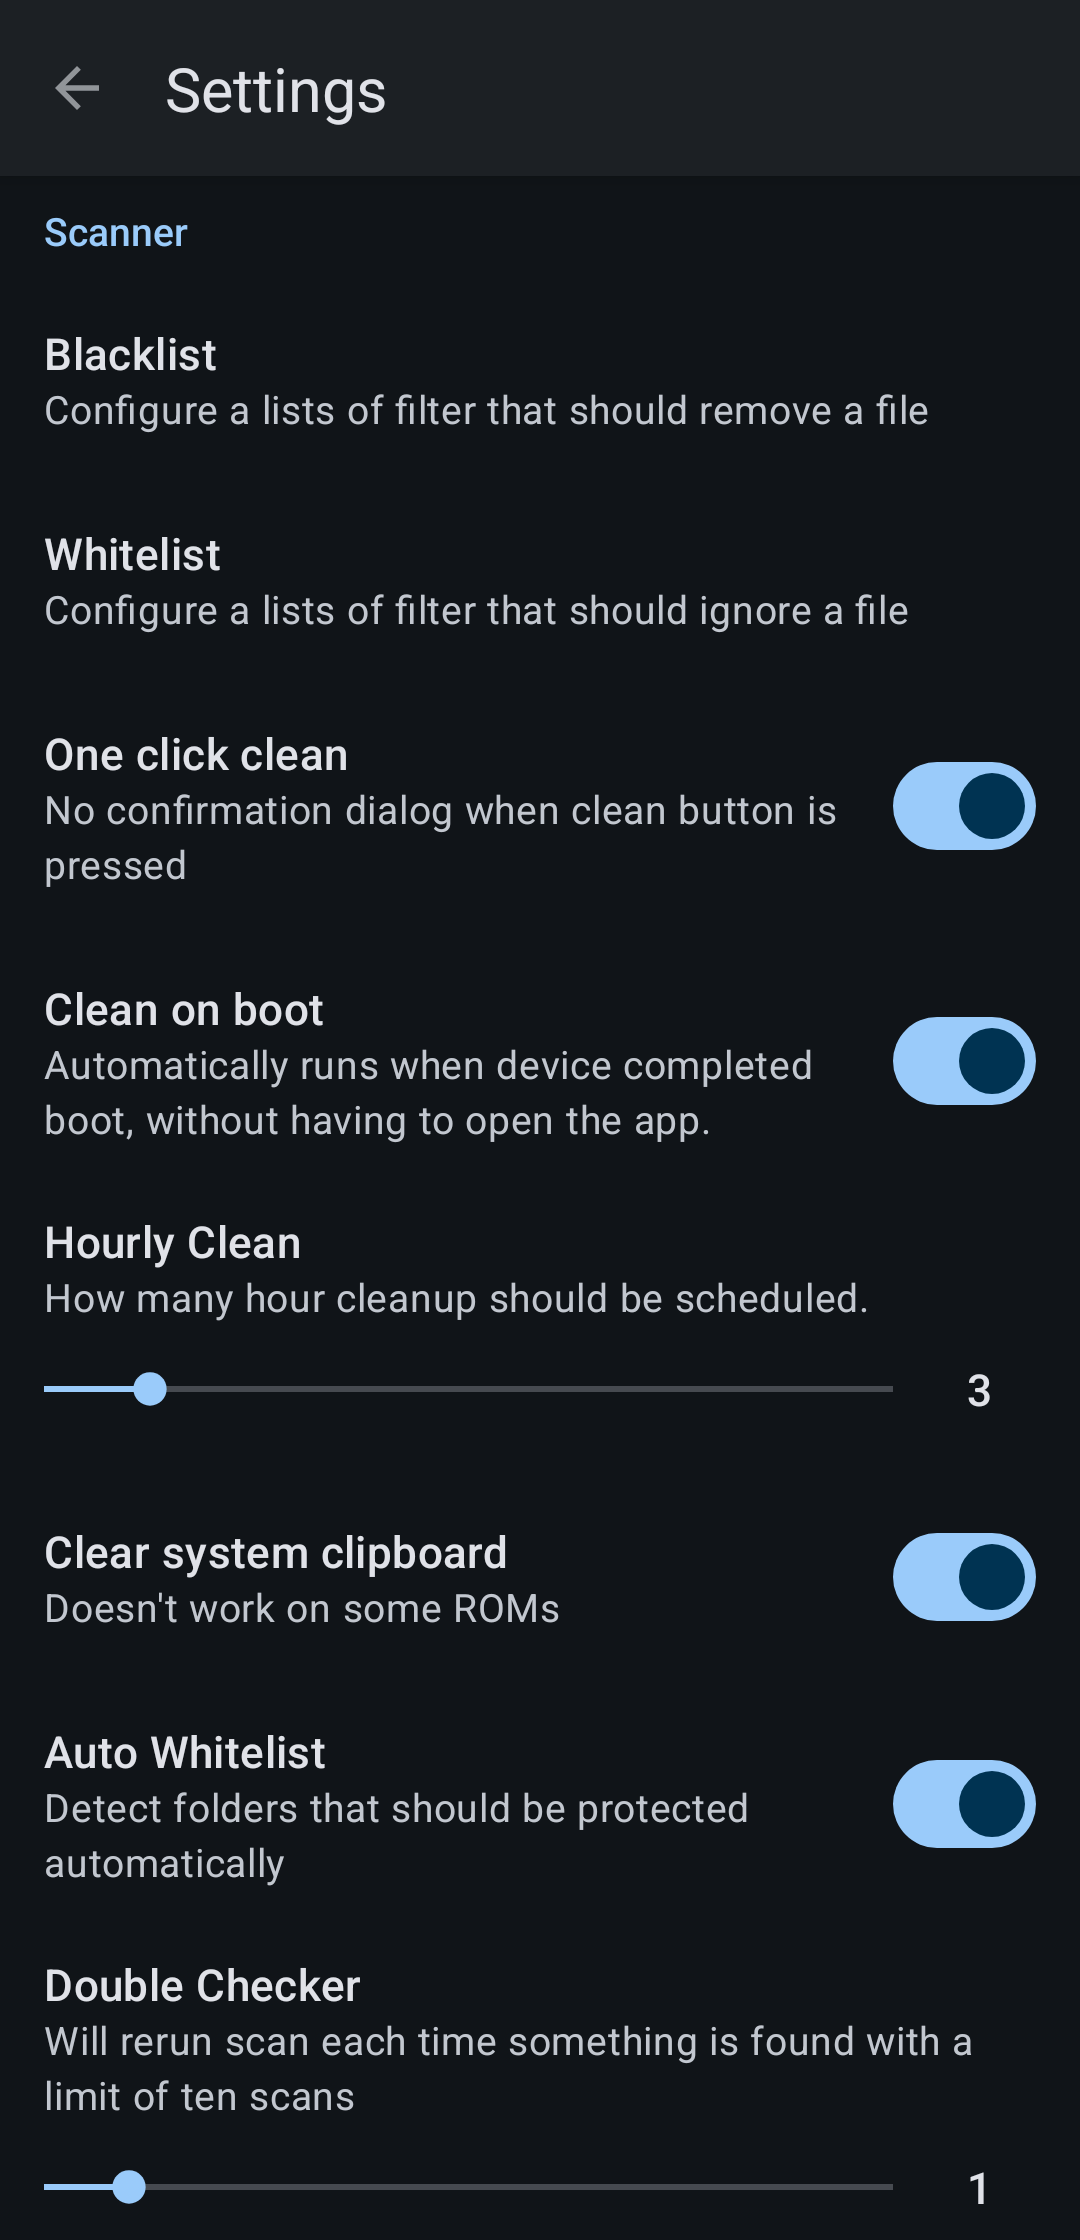 Settings
Scanner
Blacklist
Configure a lists of filter that should remove a file
Whitelist
Configure a lists of filter that should ignore a file
One click clean
No confirmation dialog when clean button is
pressed
Clean on boot
Automatically runs when device completed
boot, without having to open the app.
Hourly Clean
How many hour cleanup should be scheduled.
3
Clear system clipboard
Doesn't work on some ROMs
Auto Whitelist
Detect folders that should be protected
automatically
Double Checker
Will rerun scan each time something is found with a
limit of ten scans
1